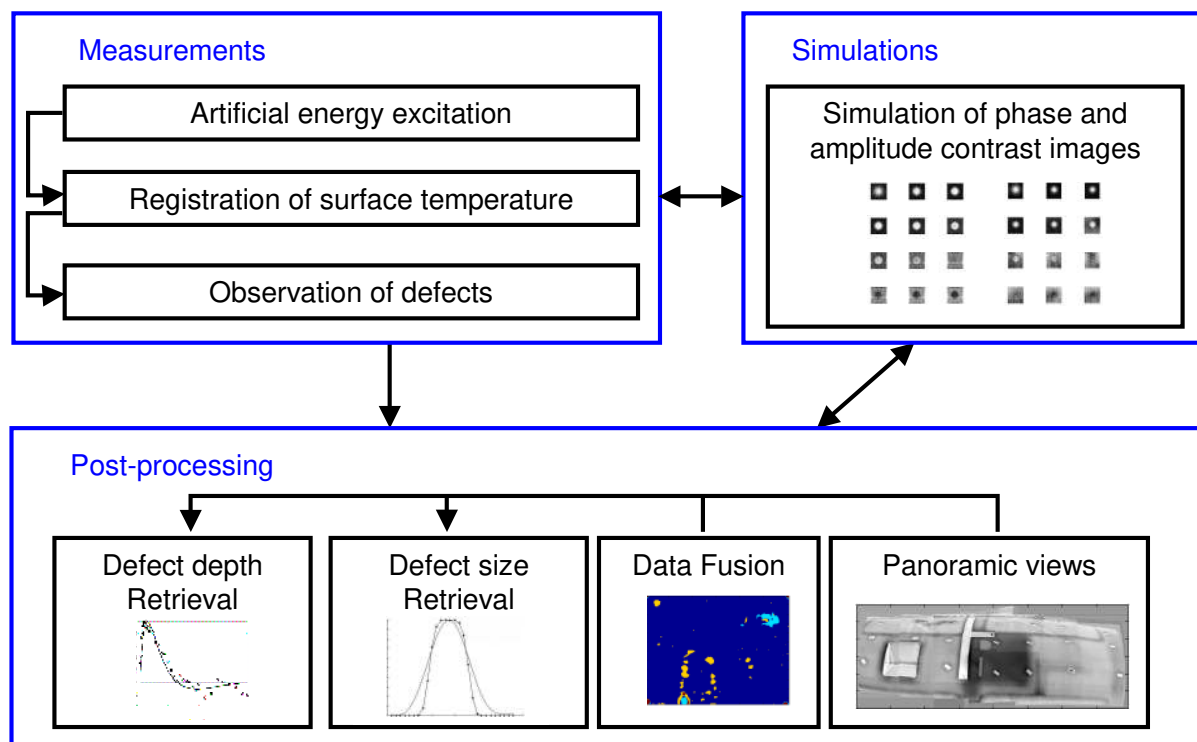 Measurements
Artificial energy excitation
Registration of surface temperature
Observation of defects
Simulations
Simulation of phase and
amplitude contrast images
Post-processing
Defect depth
Retrieval
Defect size
Retrieval
Data Fusion
Panoramic views